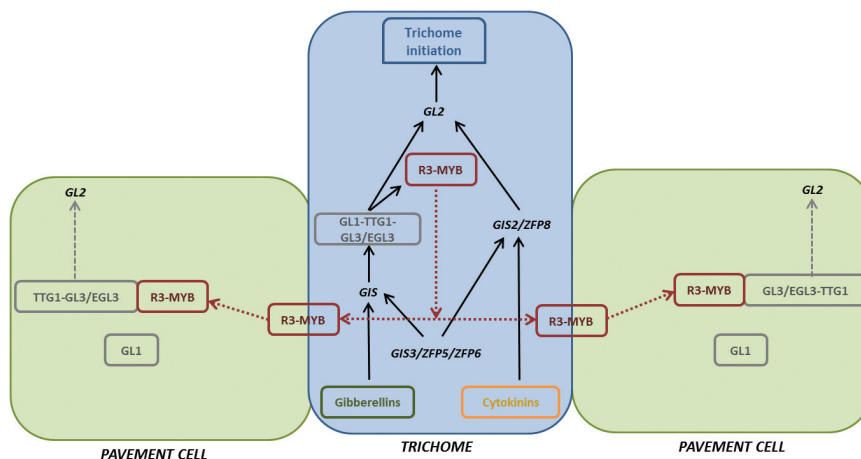 Trichome
initiation
GL2
R3-MYB
GL2
GL2
GL1-TTG1-
GL3/EGL3
GIS2/ZFP8
TTG1-GL3/EGL3
R3-MYB
GIS
R3-MYB
GL3/EGL3-TTG1
R3-MYB
R3-MYB
GL1
GIS3/ZFP5/ZFP6
GL1
Gibberellins
Cytokinins
PAVEMENT CELL
TRICHOME
PAVEMENT CELL